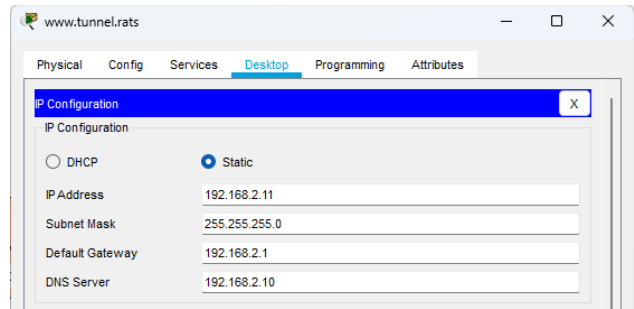 www.tunnel.rats
Physical Config Services Desktop Programming Attributes
IP Configuration X
IP Configuration
DHCP Static
IP Address 192.168.2.11
Subnet Mask 255.255.255.0
Default Gateway 192.168.2.1
DNS Server 192.168.2.10